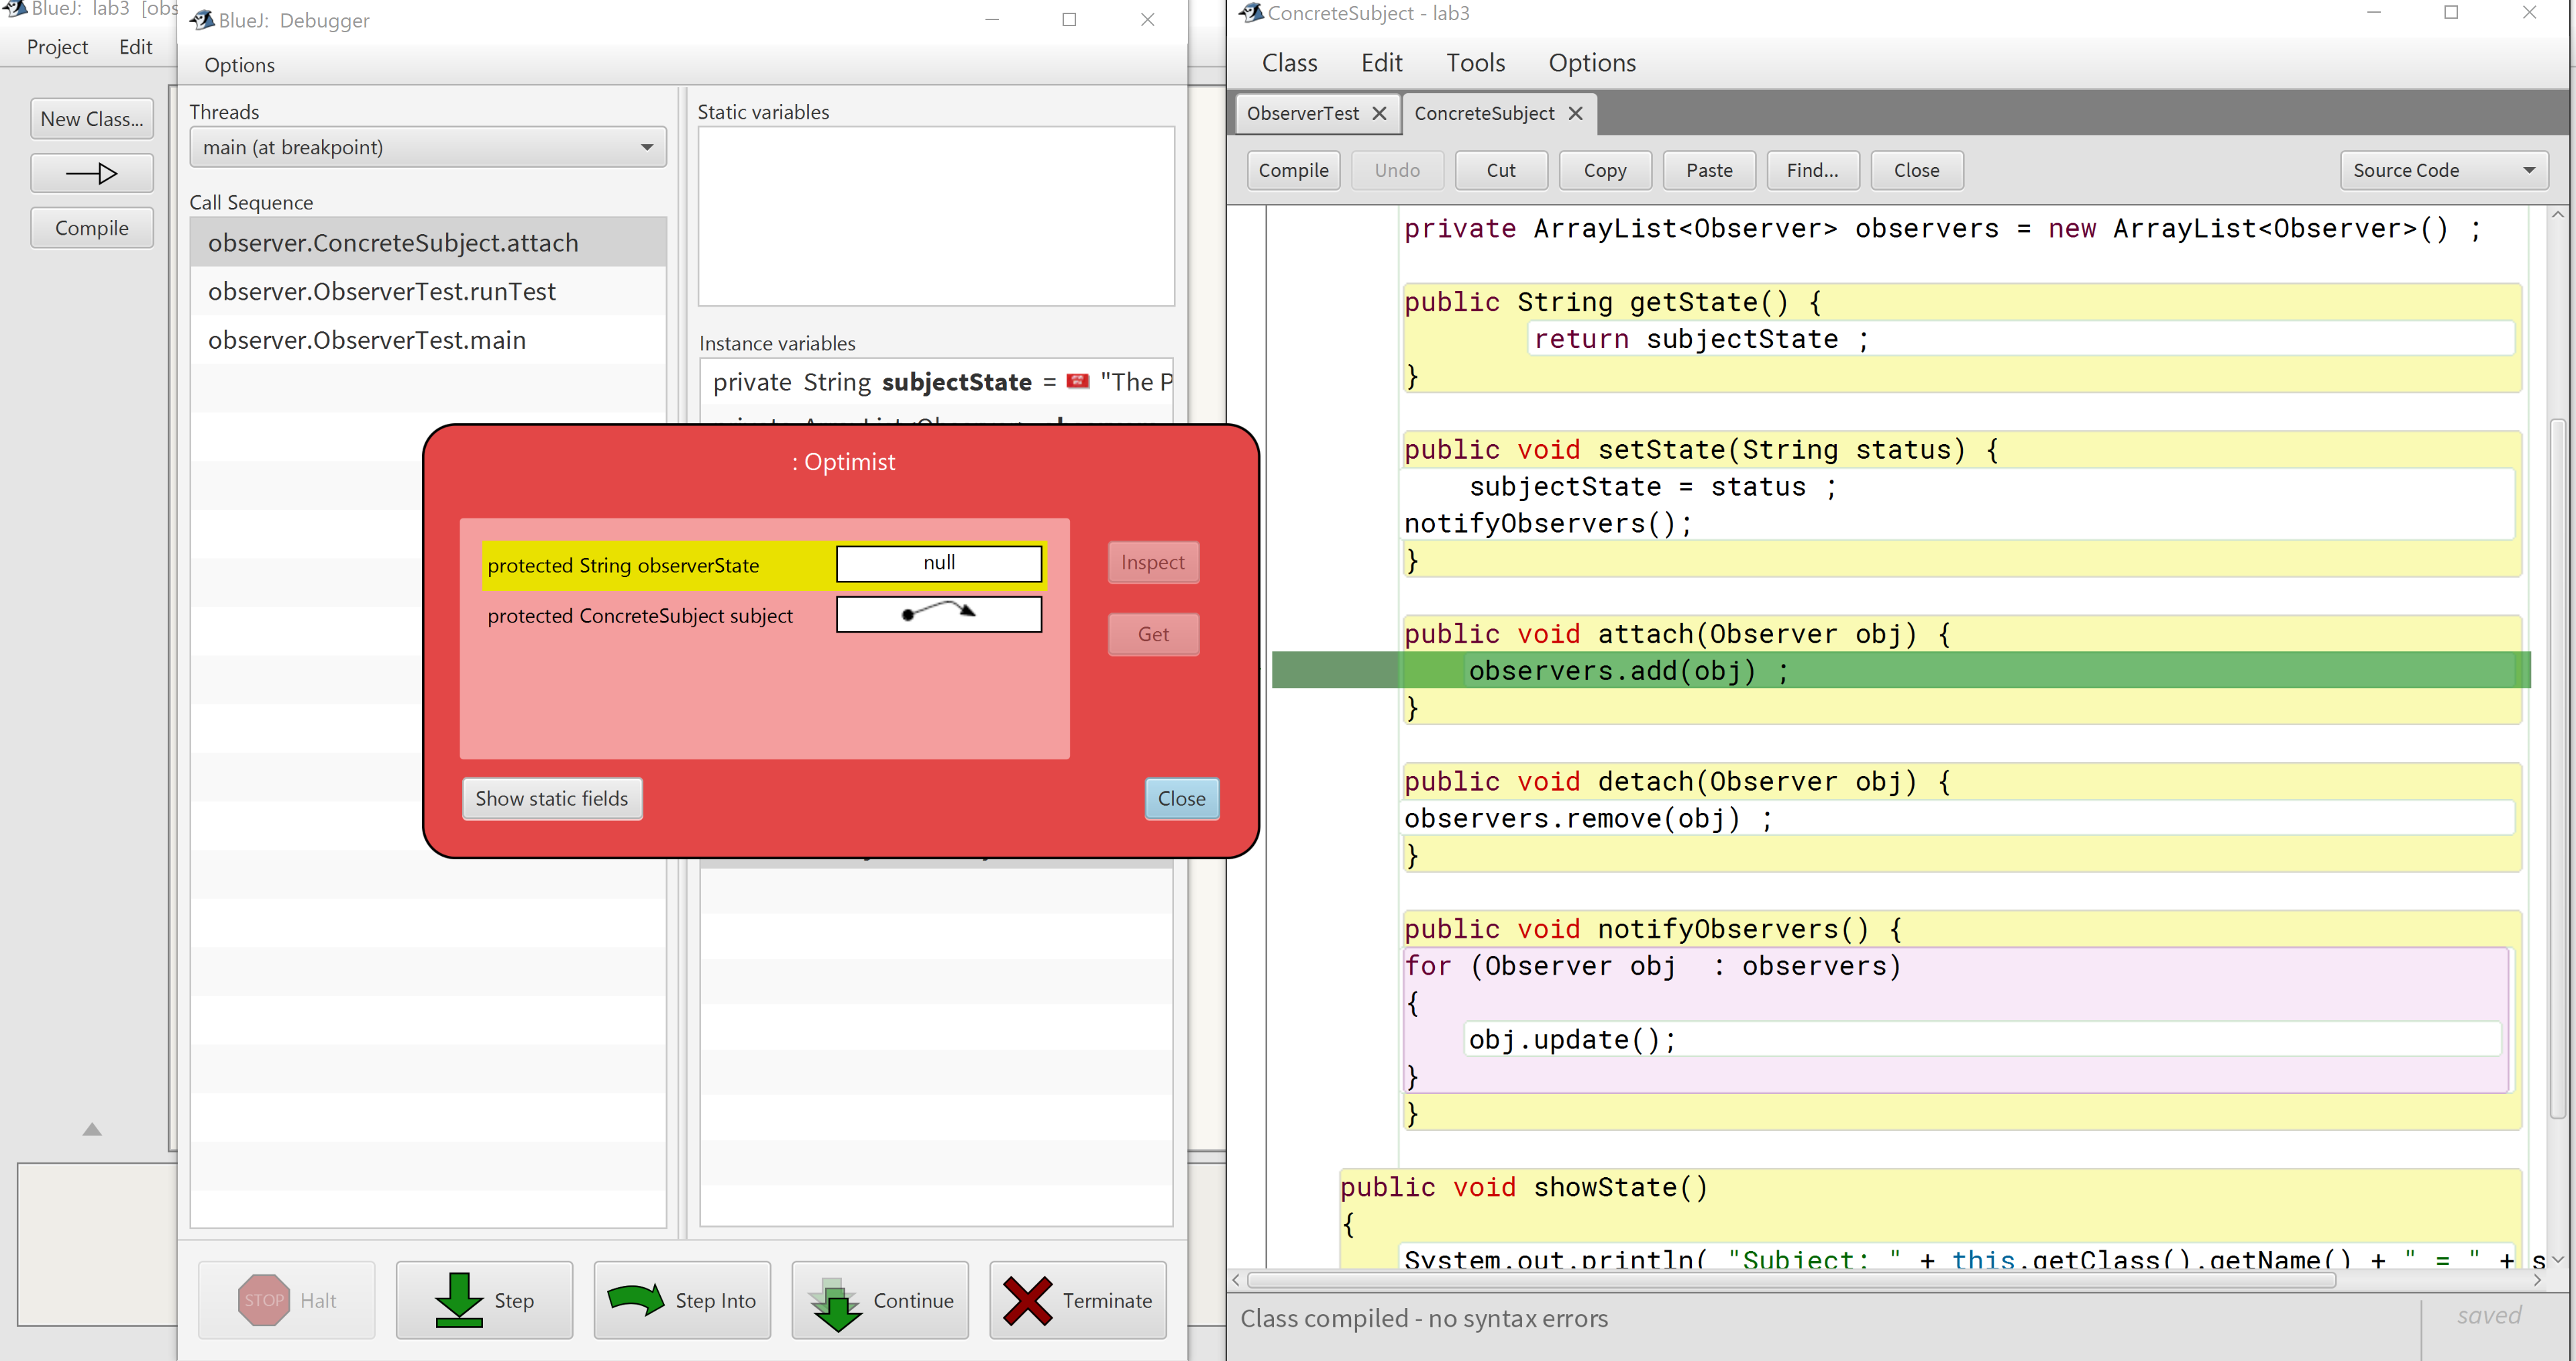 BlueJ: lab3 [obs
Project Edit
New Class...
Compile
BlueJ: Debugger
Options
Threads
main (at breakpoint)
Call Sequence
observer.ConcreteSubject.attach
observer.ObserverTest.runTest
observer.ObserverTest.main
Static variables
Instance variables
private String subjectState = "The P
: Optimist
protected String observerState null
protected ConcreteSubject subject
Inspect
Get
Show static fields
Close
STOP Halt
Step
Step Into
Continue
Terminate
ConcreteSubject - lab3
Class Edit Tools Options
ObserverTest ConcreteSubject
Compile Undo Cut Copy Paste Find... Close Source Code
private ArrayList<Observer> observers = new ArrayList<Observer>() ;
public String getState() {
return subjectState ;
}
public void setState(String status) {
subjectState = status ;
notifyObservers();
}
public void attach(Observer obj) {
observers.add(obj) ;
}
public void detach(Observer obj) {
observers.remove(obj) ;
}
public void notifyObservers() {
for (Observer obj  : observers)
{
obj.update();
}
}
public void showState()
{
System.out.println( "Subject: " + this.getClass().getName() + " = " + s
Class compiled - no syntax errors
saved